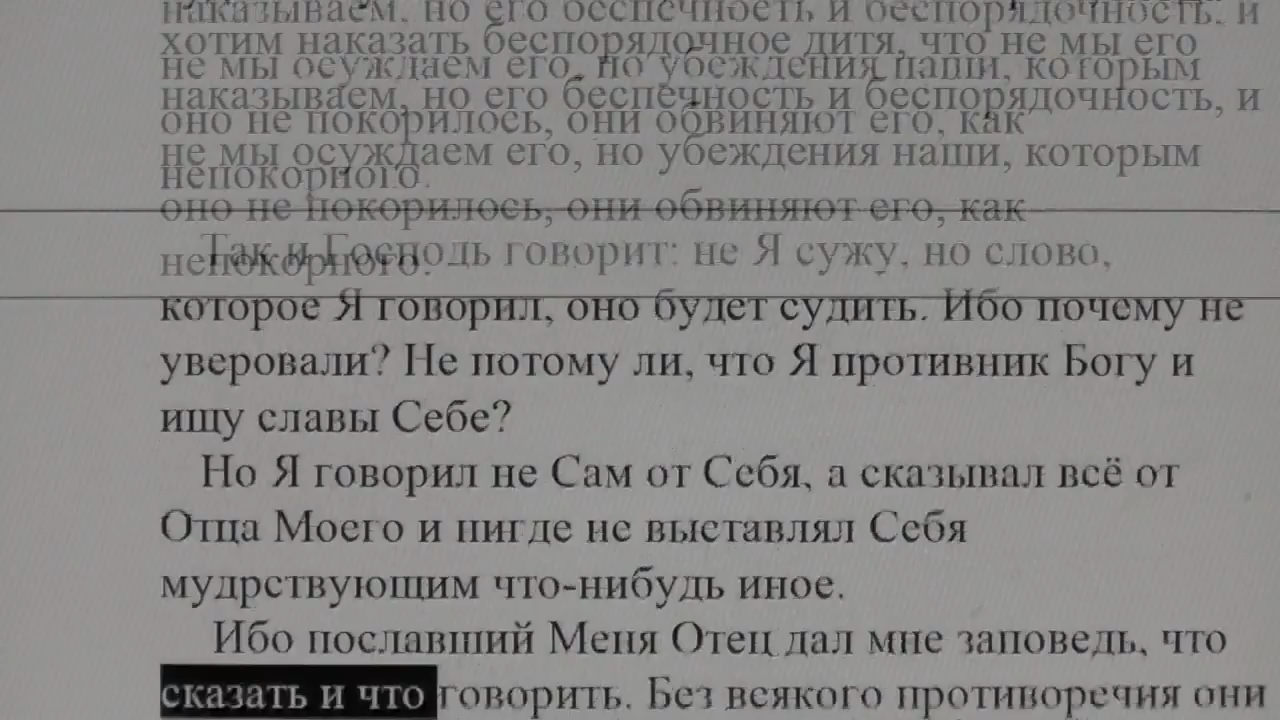 наказываем, но его беспечность и беспорядочность, и
хотим наказать беспорядочное дитя, что не мы его
не мы осуждаем его, но убеждения наши, которым
наказываем, но его беспечность и беспорядочность, и
оно не покорилось, они обвиняют его, как
не мы осуждаем его, но убеждения наши, которым
непокорного.
оно не покорилось, они обвиняют его, как
Так и Господь говорит: не Я сужу, но слово,
непокорного.
которое Я говорил, оно будет судить. Ибо почему не
уверовали? Не потому ли, что Я противник Богу и
ищу славы Себе?
Но Я говорил не Сам от Себя, а сказывал всё от
Отца Моего и нигде не выставлял Себя
мудрствующим что-нибудь иное.
Ибо пославший Меня Отец дал мне заповедь, что
сказать и что говорить. Без всякого противоречия они